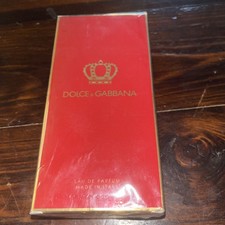 DOLCE & GABBANA
EAU DE PARFUM
MADE IN ITALY